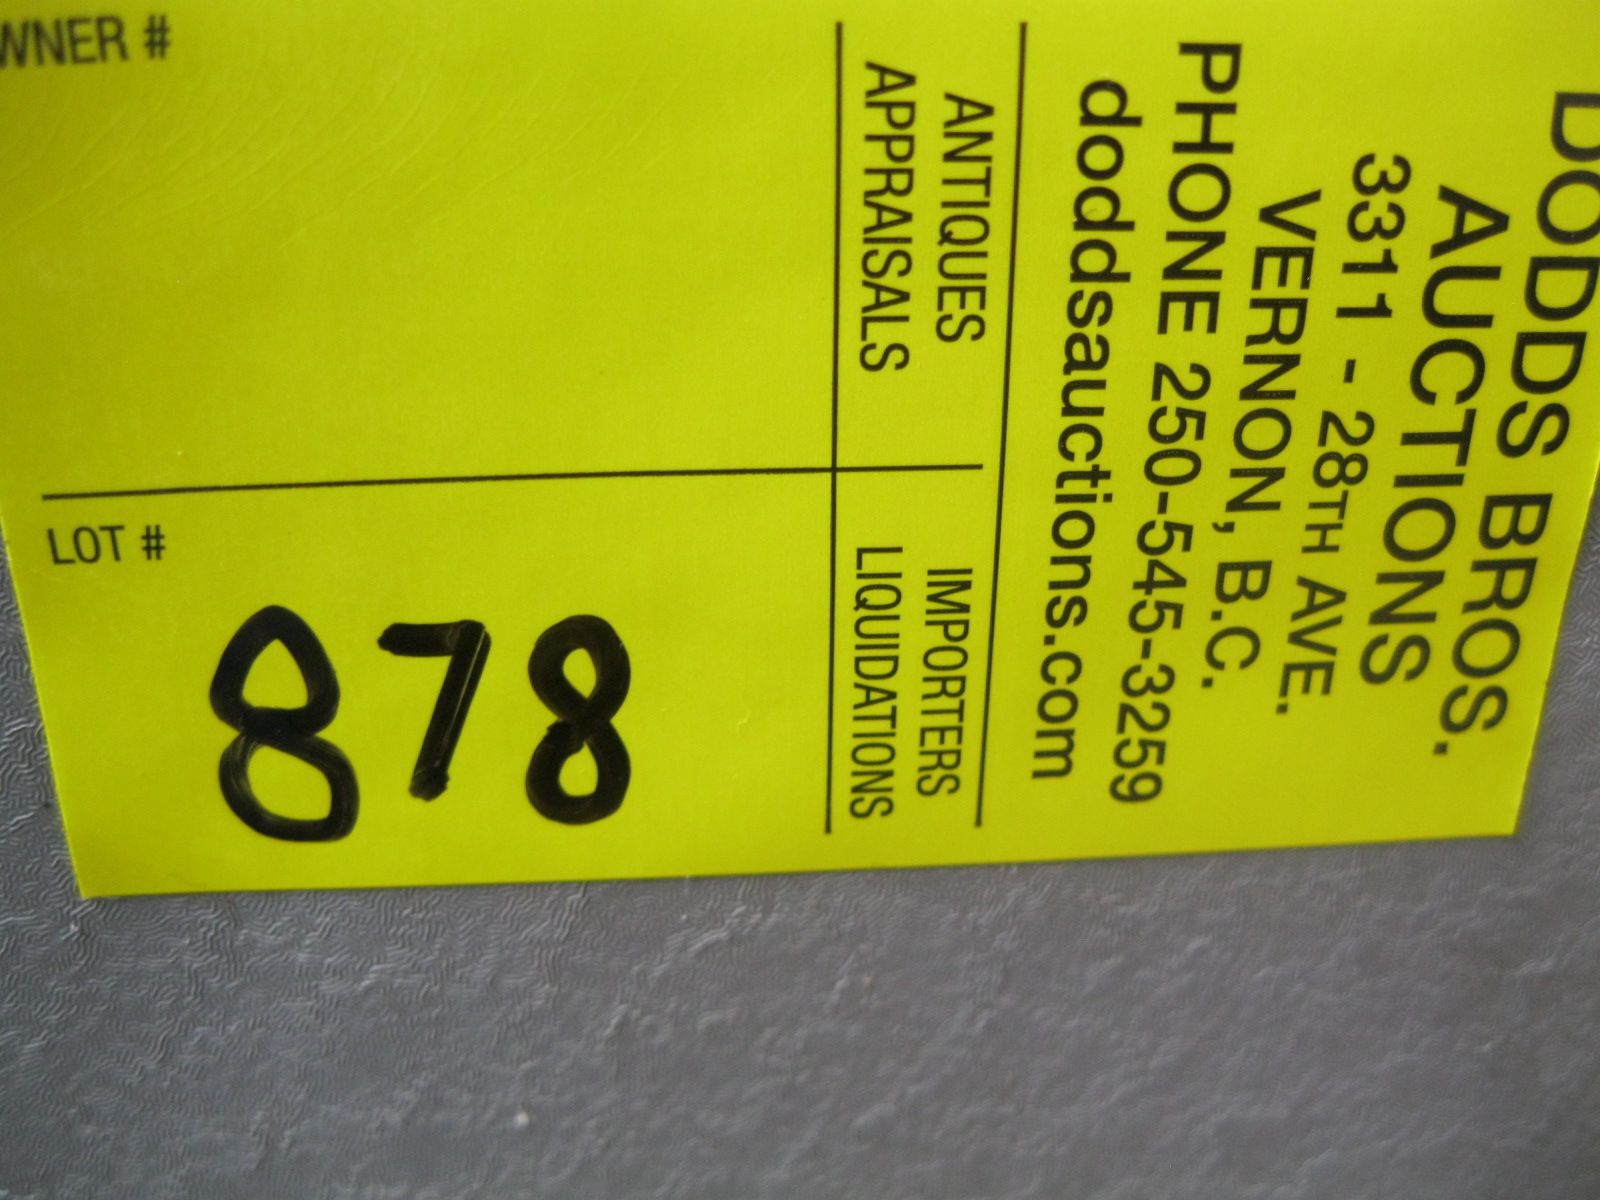 DODDS BROS.
AUCTIONS
3311 - 28TH AVE.
VERNON, B.C.
PHONE 250-545-3259
doddsauctions.com
ANTIQUES
APPRAISALS
IMPORTERS
LIQUIDATIONS
WNER #
LOT #
878